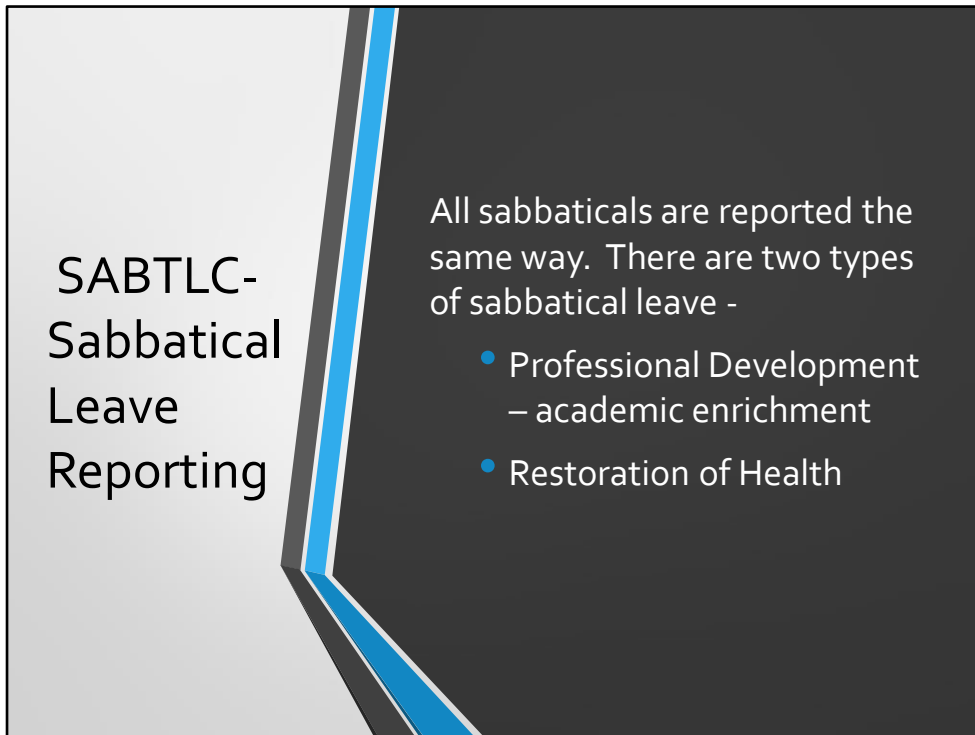 SABTLC-
Sabbatical
Leave
Reporting
All sabbaticals are reported the
same way.  There are two types
of sabbatical leave -
• Professional Development
– academic enrichment
• Restoration of Health